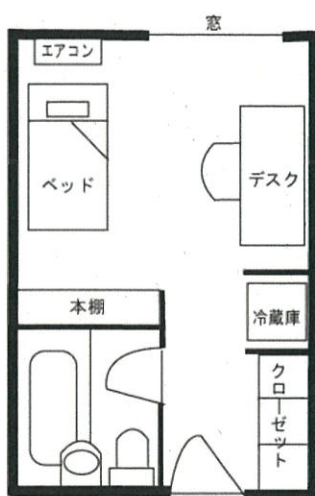 窓
エアコン
ベッド
デスク
本棚
冷蔵庫
クローゼット